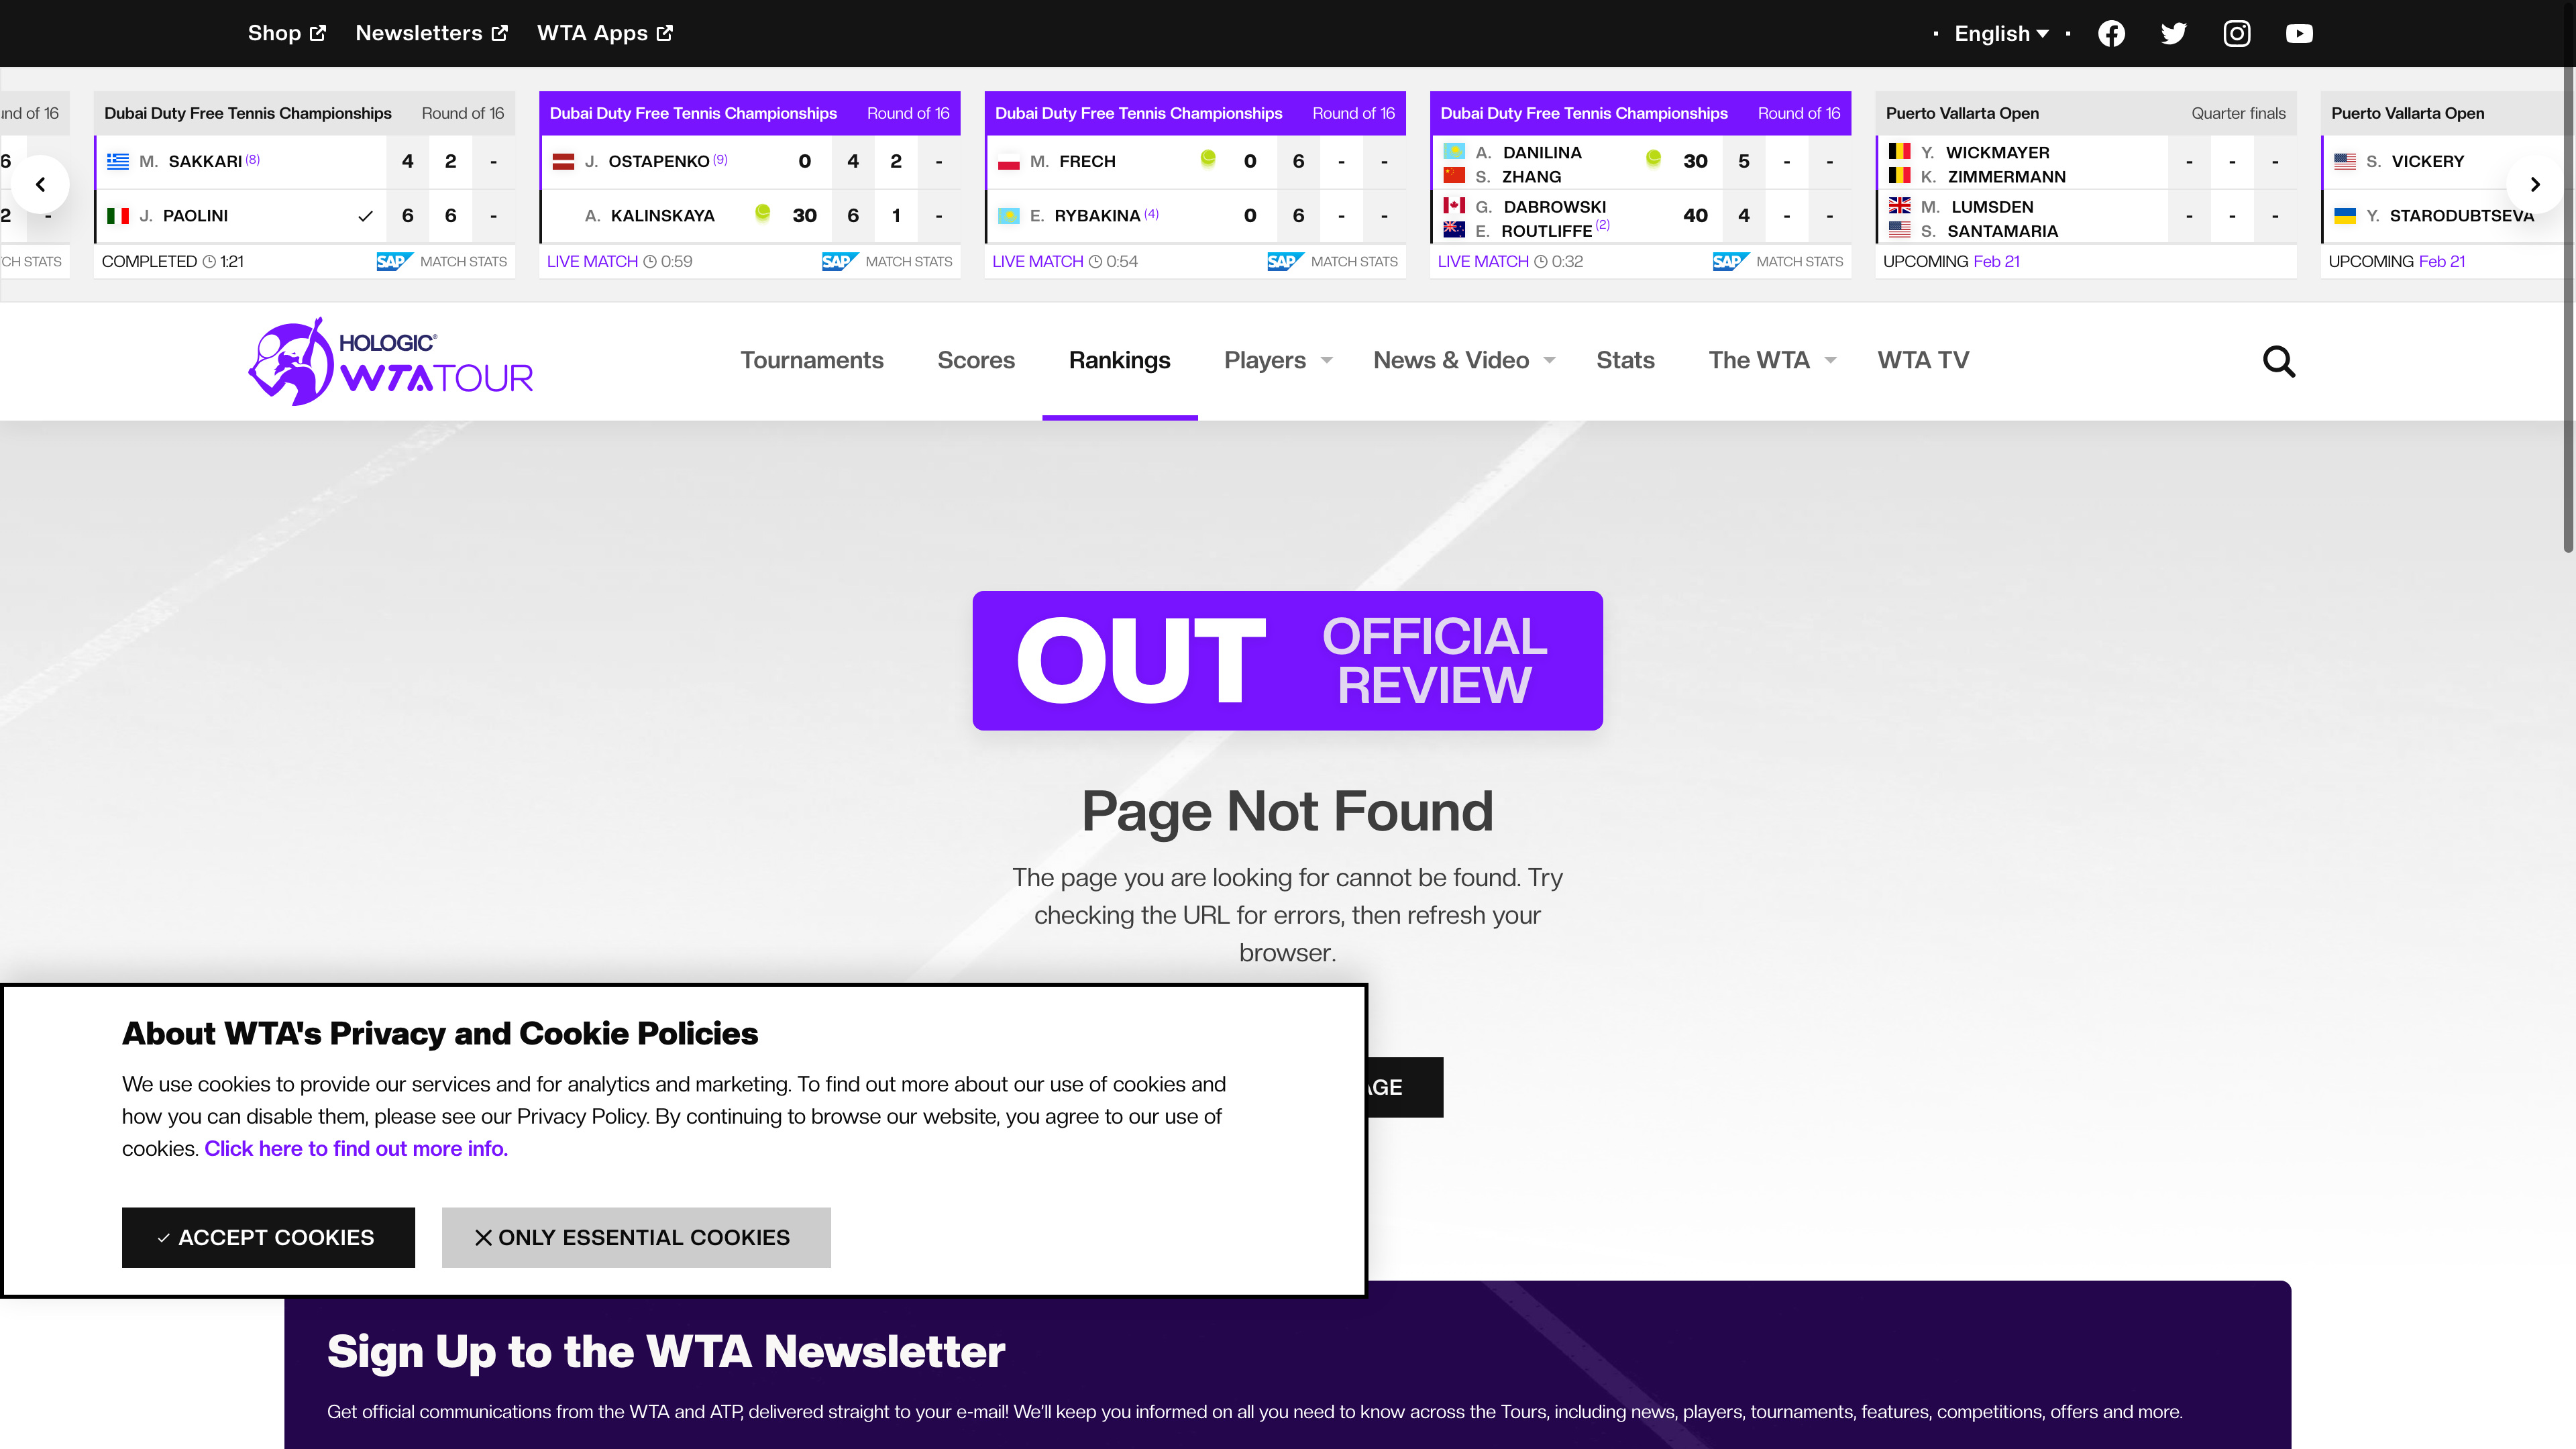 Shop Newsletters WTA Apps English
nd of 16
6
2 -
CH STATS
Dubai Duty Free Tennis Championships Round of 16
M. SAKKARI (8) 4 2 -
J. PAOLINI 6 6 -
COMPLETED 1:21 SAP MATCH STATS
Dubai Duty Free Tennis Championships Round of 16
J. OSTAPENKO (9) 0 4 2 -
A. KALINSKAYA 30 6 1 -
LIVE MATCH 0:59 SAP MATCH STATS
Dubai Duty Free Tennis Championships Round of 16
M. FRECH 0 6 - -
E. RYBAKINA (4) 0 6 - -
LIVE MATCH 0:54 SAP MATCH STATS
Dubai Duty Free Tennis Championships Round of 16
A. DANILINA
S. ZHANG 30 5 - -
G. DABROWSKI
E. ROUTLIFFE (2) 40 4 - -
LIVE MATCH 0:32 SAP MATCH STATS
Puerto Vallarta Open Quarter finals
Y. WICKMAYER
K. ZIMMERMANN - - -
M. LUMSDEN
S. SANTAMARIA - - -
UPCOMING Feb 21
Puerto Vallarta Open
S. VICKERY
Y. STARODUBTSEVA
UPCOMING Feb 21
HOLOGIC®
WTA TOUR
Tournaments Scores Rankings Players News & Video Stats The WTA WTA TV
OUT OFFICIAL
REVIEW
Page Not Found
The page you are looking for cannot be found. Try
checking the URL for errors, then refresh your
browser.
AGE
About WTA's Privacy and Cookie Policies
We use cookies to provide our services and for analytics and marketing. To find out more about our use of cookies and
how you can disable them, please see our Privacy Policy. By continuing to browse our website, you agree to our use of
cookies. Click here to find out more info.
ACCEPT COOKIES ONLY ESSENTIAL COOKIES
Sign Up to the WTA Newsletter
Get official communications from the WTA and ATP, delivered straight to your e-mail! We'll keep you informed on all you need to know across the Tours, including news, players, tournaments, features, competitions, offers and more.